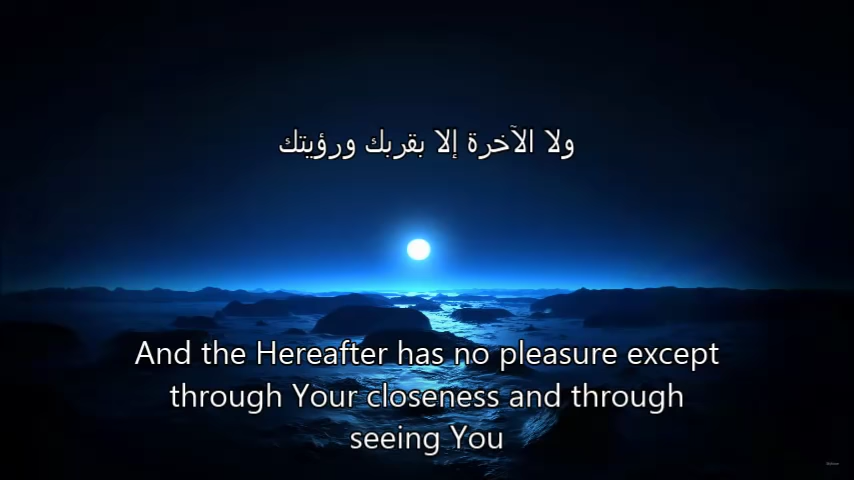 ولا الآخرة إلا بقربك ورؤيتك
And the Hereafter has no pleasure except
through Your closeness and through
seeing You